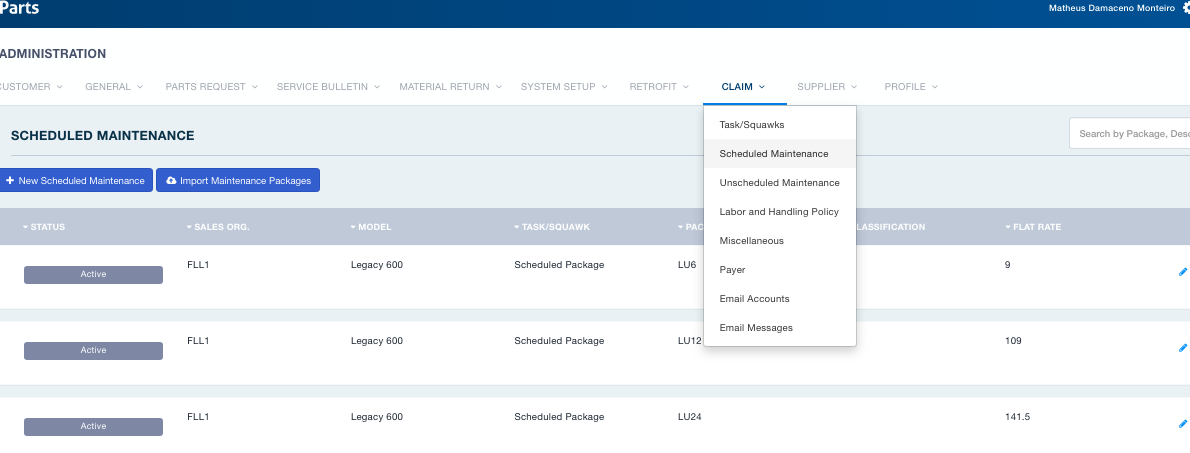 Parts
Matheus Damaceno Monteiro
ADMINISTRATION
CUSTOMER GENERAL PARTS REQUEST SERVICE BULLETIN MATERIAL RETURN SYSTEM SETUP RETROFIT CLAIM SUPPLIER PROFILE
Task/Squawks
Scheduled Maintenance
Unscheduled Maintenance
Labor and Handling Policy
Miscellaneous
Payer
Email Accounts
Email Messages
SCHEDULED MAINTENANCE
Search by Package, Desc
+ New Scheduled Maintenance Import Maintenance Packages
STATUS SALES ORG. MODEL TASK/SQUAWK PAC LASSIFICATION FLAT RATE
Active FLL1 Legacy 600 Scheduled Package LU6 9
Active FLL1 Legacy 600 Scheduled Package LU12 109
Active FLL1 Legacy 600 Scheduled Package LU24 141.5